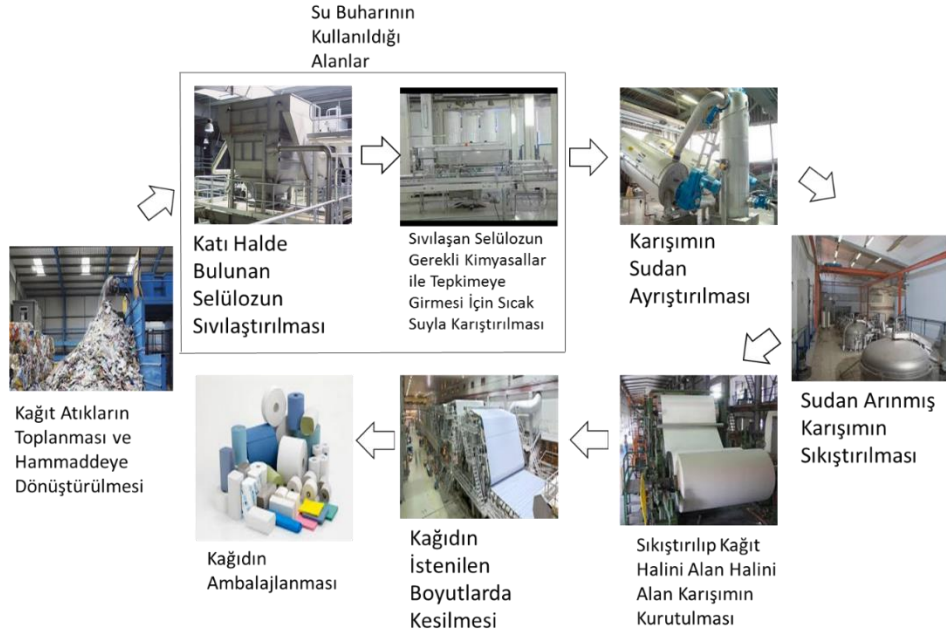 Su Buharının
Kullanıldığı
Alanlar
Kağıt Atıkların
Toplanması ve
Hammaddeye
Dönüştürülmesi
Katı Halde
Bulunan
Selülozun
Sıvılaştırılması
Sıvılaşan Selülozun
Gerekli Kimyasallar
ile Tepkimeye
Girmesi İçin Sıcak
Suyla Karıştırılması
Karışımın
Sudan
Ayrıştırılması
Sudan Arınmış
Karışımın
Sıkıştırılması
Sıkıştırılıp Kağıt
Halini Alan Halini
Alan Karışımın
Kurutulması
Kağıdın
İstenilen
Boyutlarda
Kesilmesi
Kağıdın
Ambalajlanması